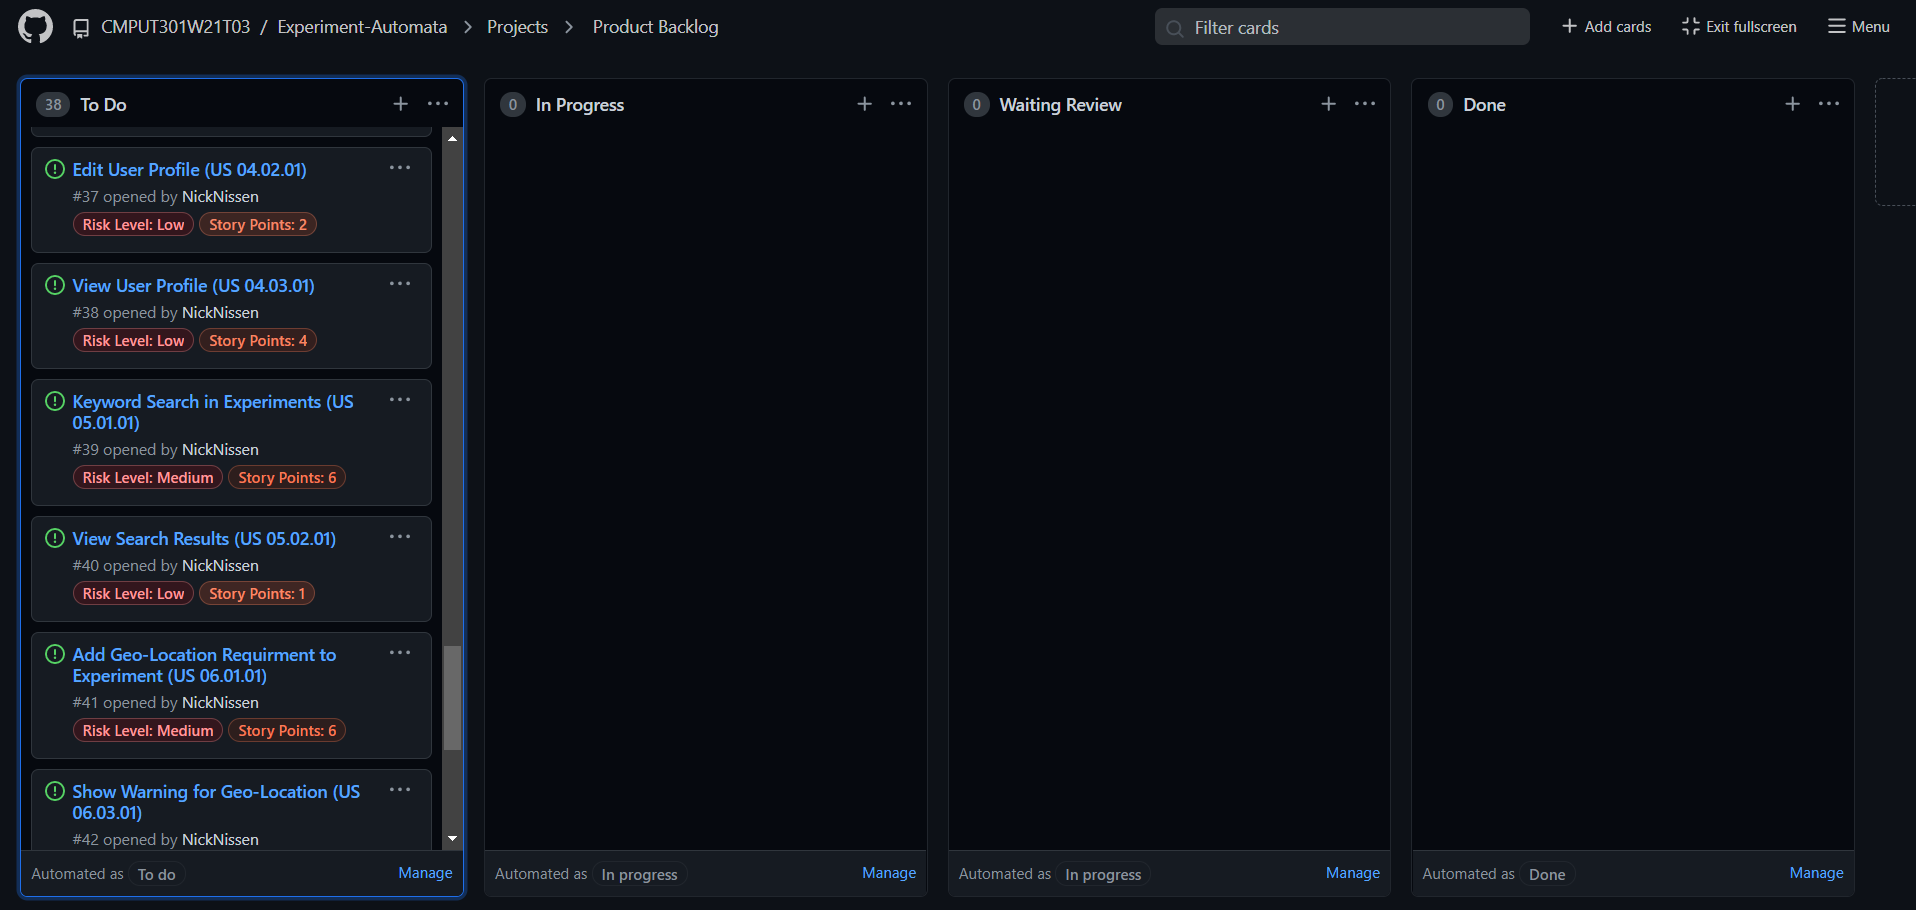 CMPUT301W21T03 / Experiment-Automata > Projects > Product Backlog
Filter cards
+ Add cards
Exit fullscreen
Menu
38 To Do
Edit User Profile (US 04.02.01)
#37 opened by NickNissen
Risk Level: Low Story Points: 2
View User Profile (US 04.03.01)
#38 opened by NickNissen
Risk Level: Low Story Points: 4
Keyword Search in Experiments (US
05.01.01)
#39 opened by NickNissen
Risk Level: Medium Story Points: 6
View Search Results (US 05.02.01)
#40 opened by NickNissen
Risk Level: Low Story Points: 1
Add Geo-Location Requirment to
Experiment (US 06.01.01)
#41 opened by NickNissen
Risk Level: Medium Story Points: 6
Show Warning for Geo-Location (US
06.03.01)
#42 opened by NickNissen
Automated as To do Manage
0 In Progress
Automated as In progress Manage
0 Waiting Review
Automated as In progress Manage
0 Done
Automated as Done Manage